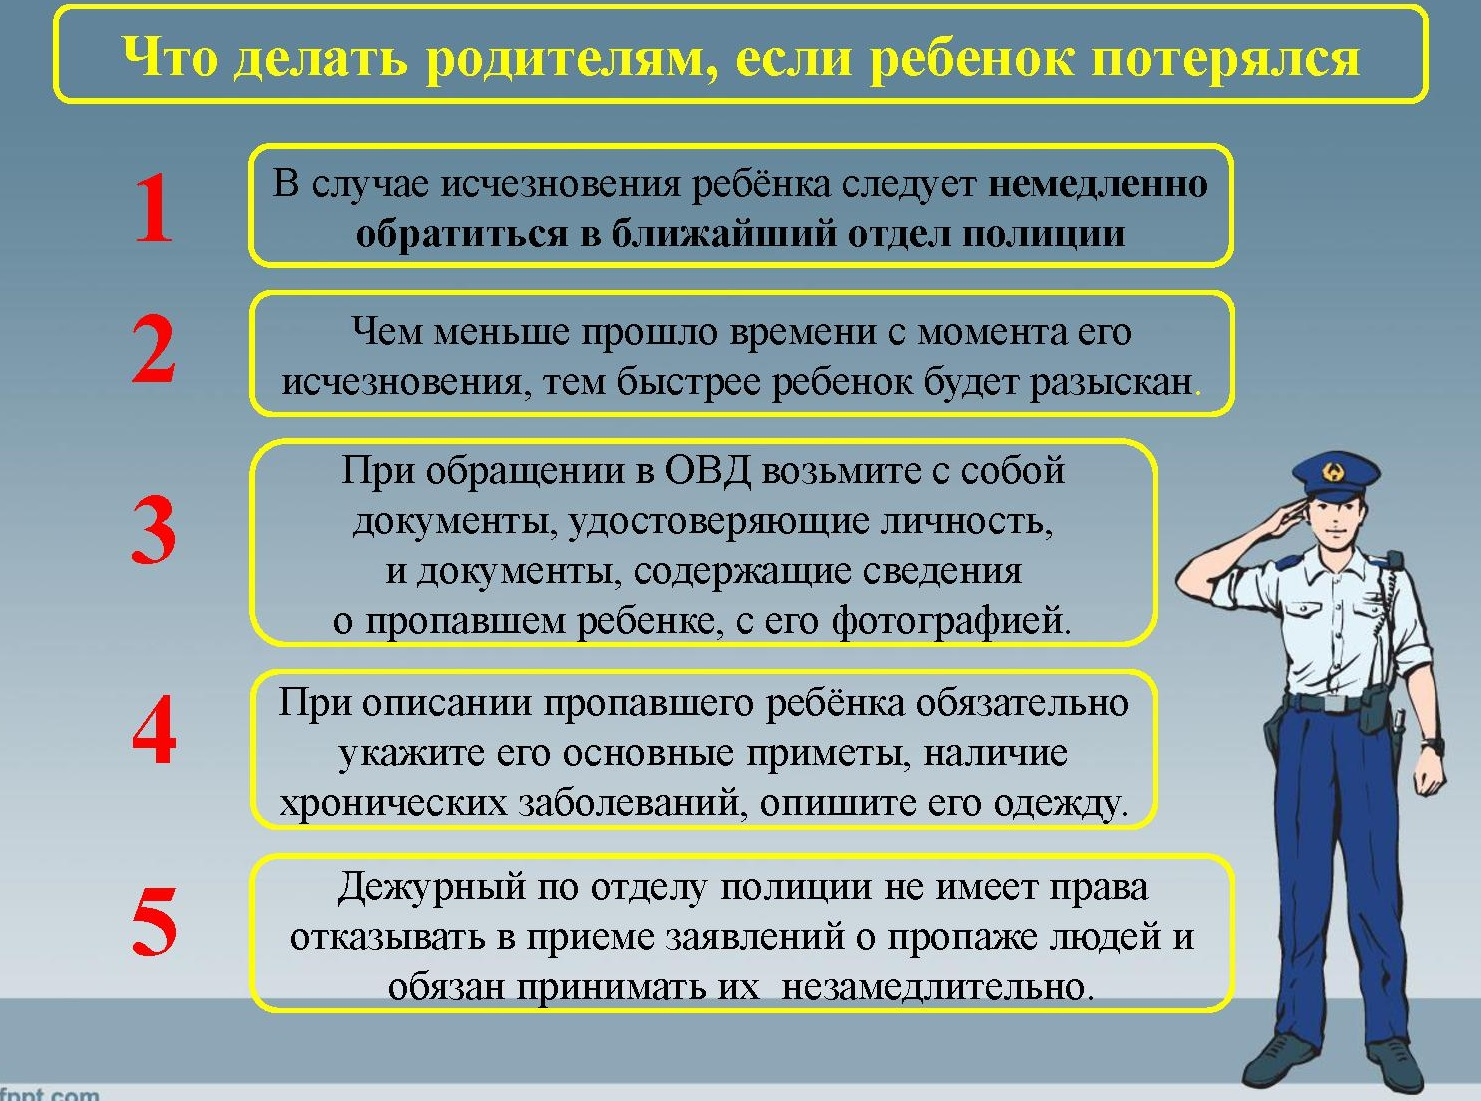 Что делать родителям, если ребенок потерялся
1
В случае исчезновения ребёнка следует немедленно
обратиться в ближайший отдел полиции
2
Чем меньше прошло времени с момента его
исчезновения, тем быстрее ребенок будет разыскан.
3
При обращении в ОВД возьмите с собой
документы, удостоверяющие личность,
и документы, содержащие сведения
о пропавшем ребенке, с его фотографией.
4
При описании пропавшего ребёнка обязательно
укажите его основные приметы, наличие
хронических заболеваний, опишите его одежду.
5
Дежурный по отделу полиции не имеет права
отказывать в приеме заявлений о пропаже людей и
обязан принимать их незамедлительно.
fppt.com